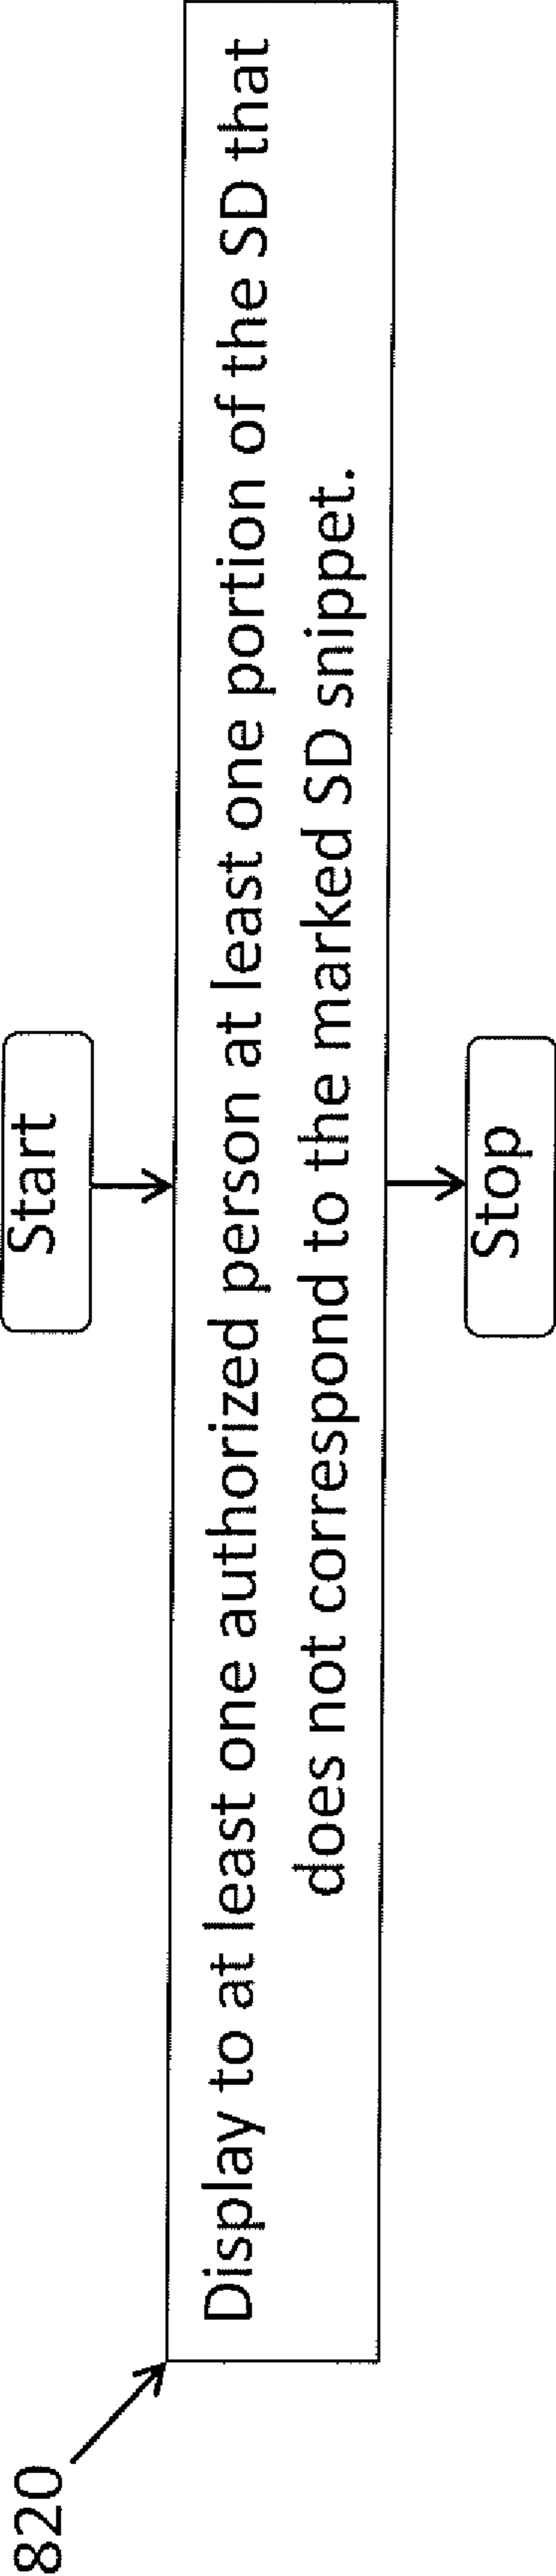 Start
820
Display to at least one authorized person at least one portion of the SD that
does not correspond to the marked SD snippet.
Stop